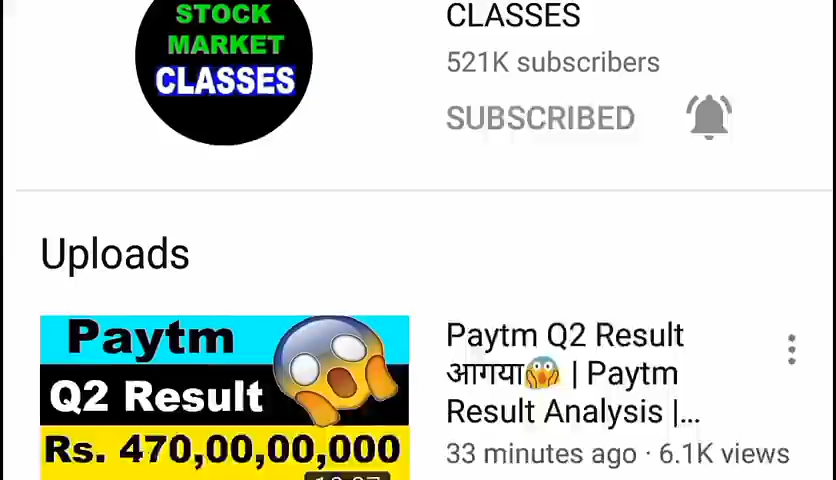 STOCK
MARKET
CLASSES
CLASSES
521K subscribers
SUBSCRIBED
Uploads
Paytm
Q2 Result
Rs. 470,00,00,000
Paytm Q2 Result
आगया😱 | Paytm
Result Analysis |...
33 minutes ago · 6.1K views